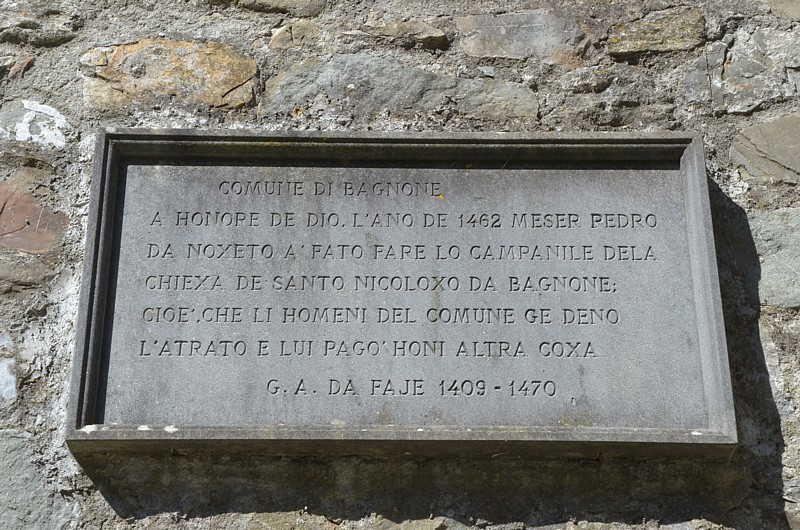 COMUNE DI BAGNONE
A HONORE DE DIO, L'ANO DE 1462 MESER PEDRO
DA NOXETO A' FATO FARE LO CAMPANILE DELA
CHIEXA DE SANTO NICOLOXO DA BAGNONE;
CIOE', CHE LI HOMENI DEL COMUNE GE DENO
L'ATRATO E LUI PAGO' HONI ALTRA COXA
G. A. DA FAJE 1409 - 1470